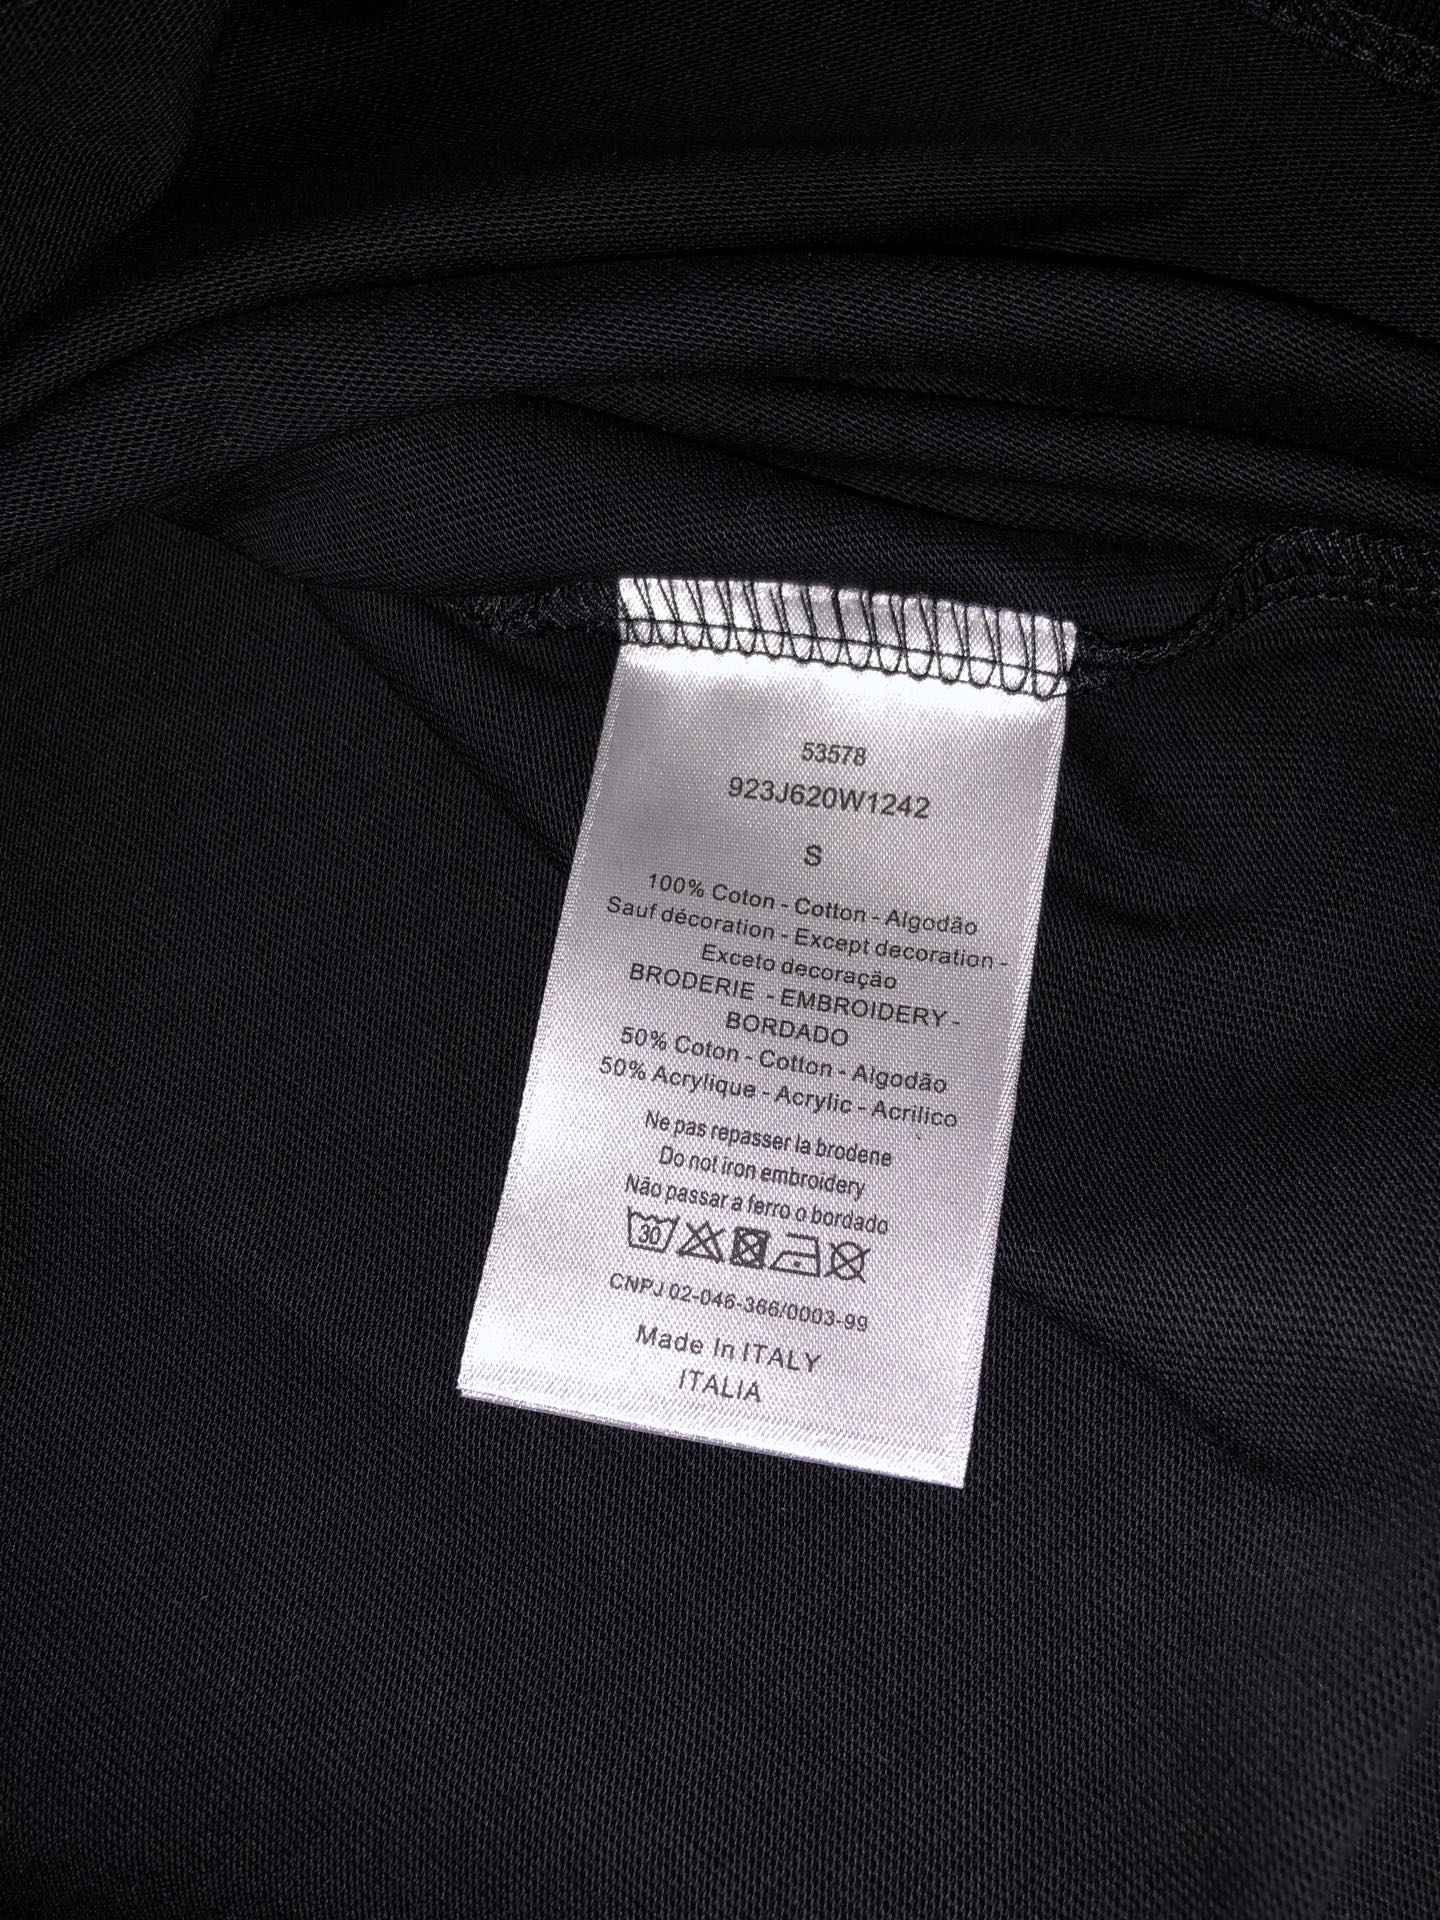 53578
923J620W1242
S
100% Coton - Cotton - Algodão
Sauf décoration - Except decoration -
Exceto decoração
BRODERIE - EMBROIDERY -
BORDADO
50% Coton - Cotton - Algodão
50% Acrylique - Acrylic - Acrilico
Ne pas repasser la brodene
Do not iron embroidery
Não passar a ferro o bordado
30
CNPJ 02-046-366/0003-99
Made In ITALY
ITALIA